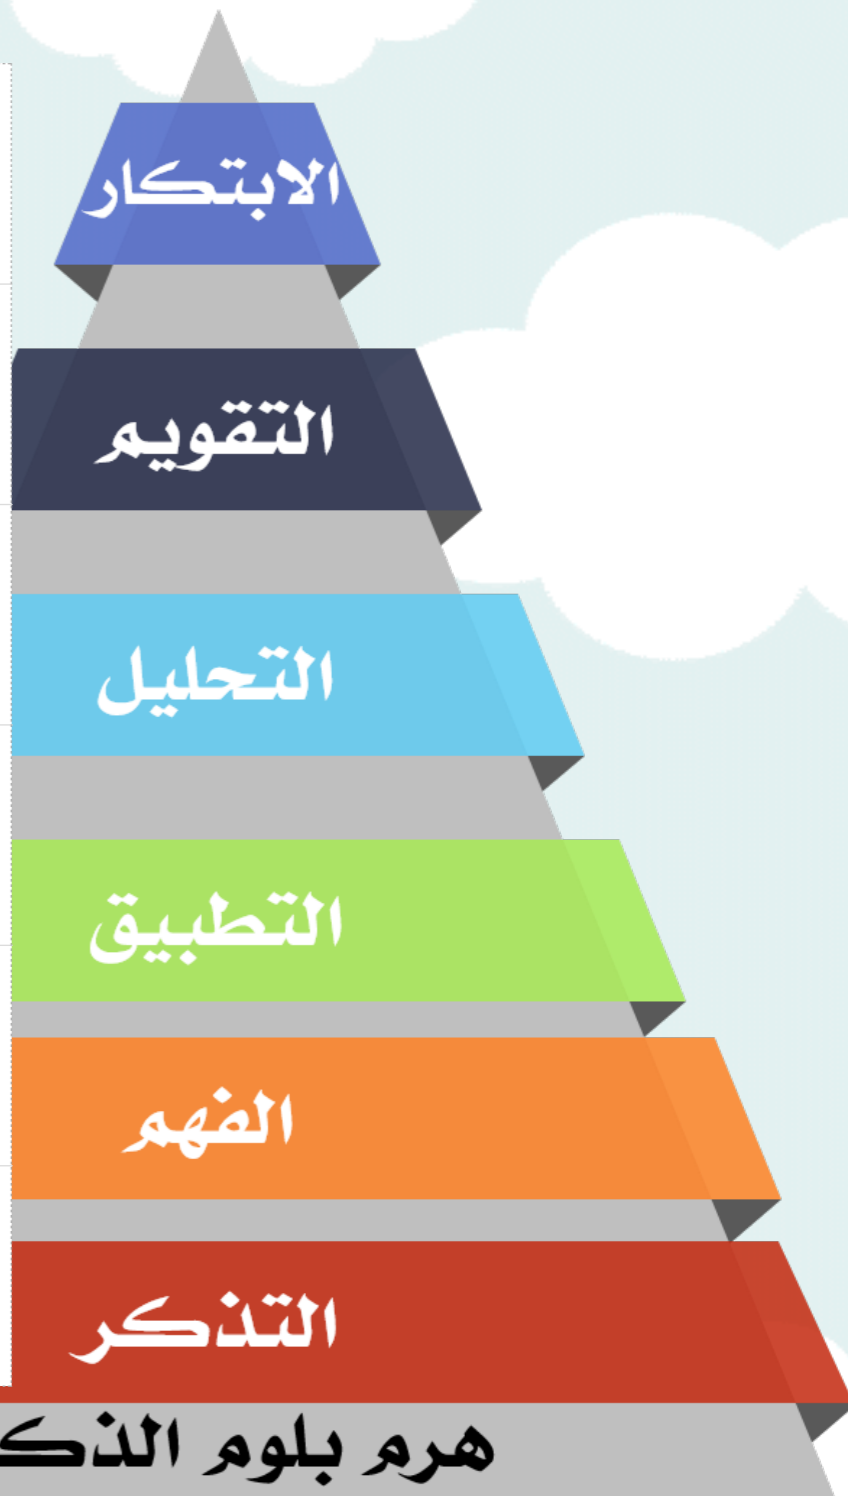 الابتكار
التقويم
التحليل
التطبيق
الفهم
التذكر
هرم بلوم